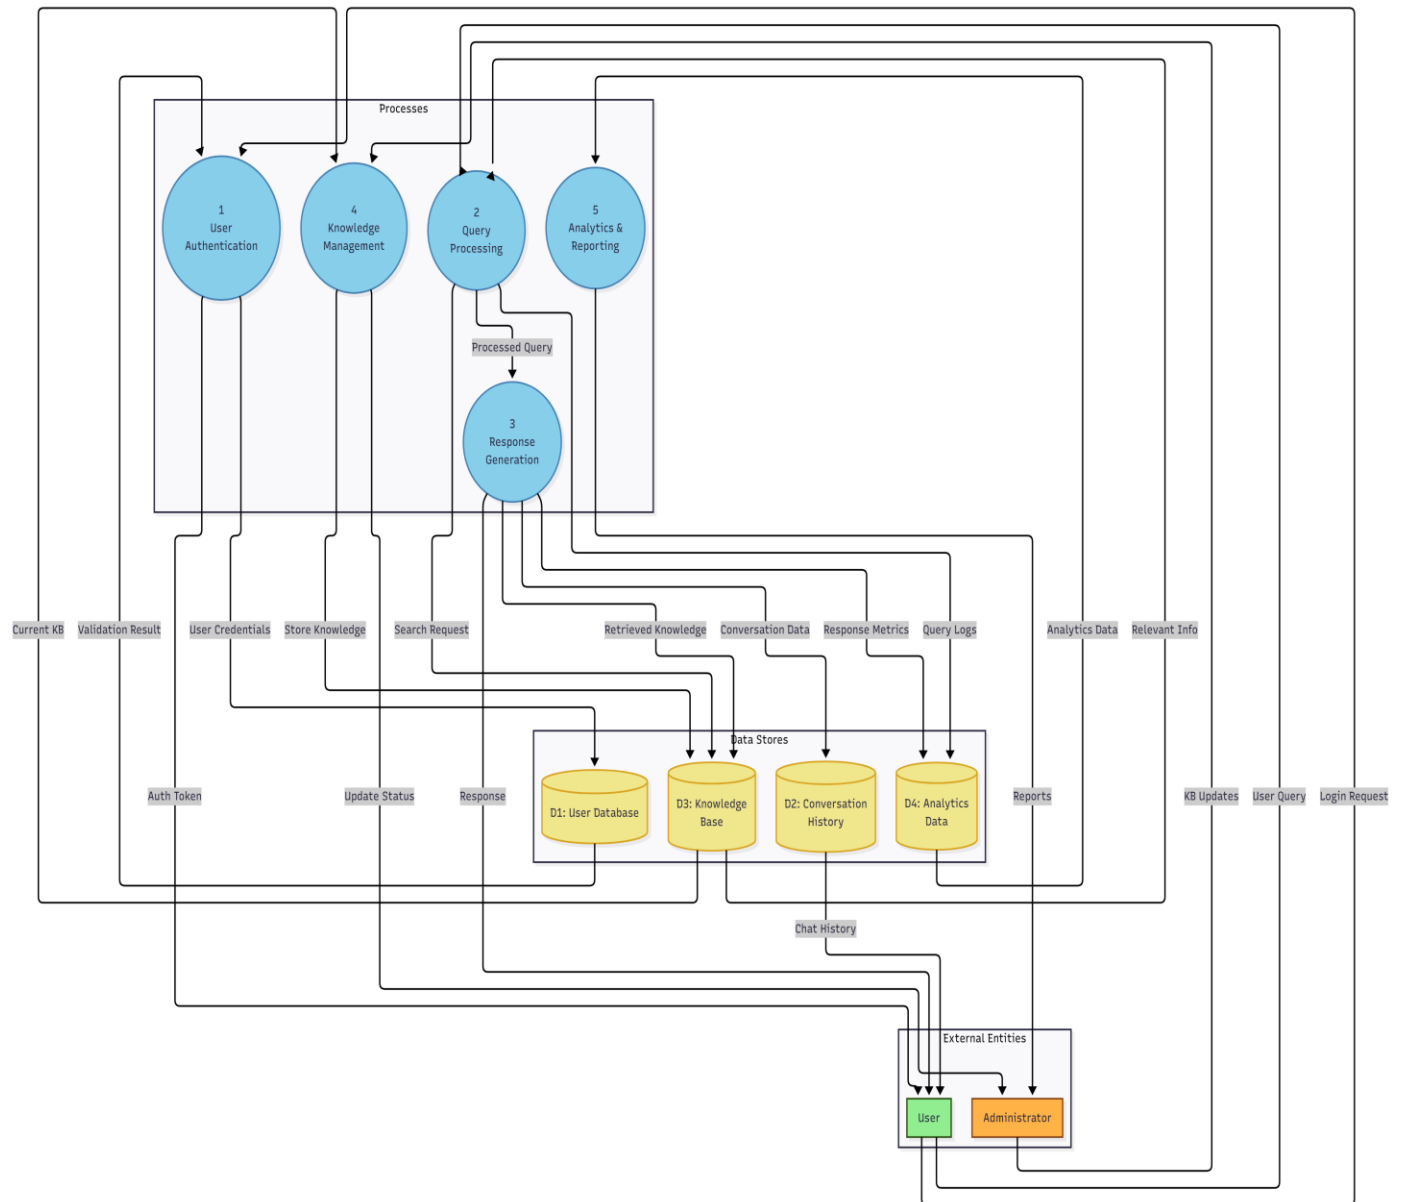 Processes
1
User
Authentication
4
Knowledge
Management
2
Query
Processing
5
Analytics &
Reporting
Processed Query
3
Response
Generation
Current KB
Validation Result
User Credentials
Store Knowledge
Search Request
Retrieved Knowledge
Conversation Data
Response Metrics
Query Logs
Analytics Data
Relevant Info
Data Stores
D1: User Database
D3: Knowledge
Base
D2: Conversation
History
D4: Analytics
Data
Auth Token
Update Status
Response
Reports
KB Updates
User Query
Login Request
Chat History
External Entities
User
Administrator